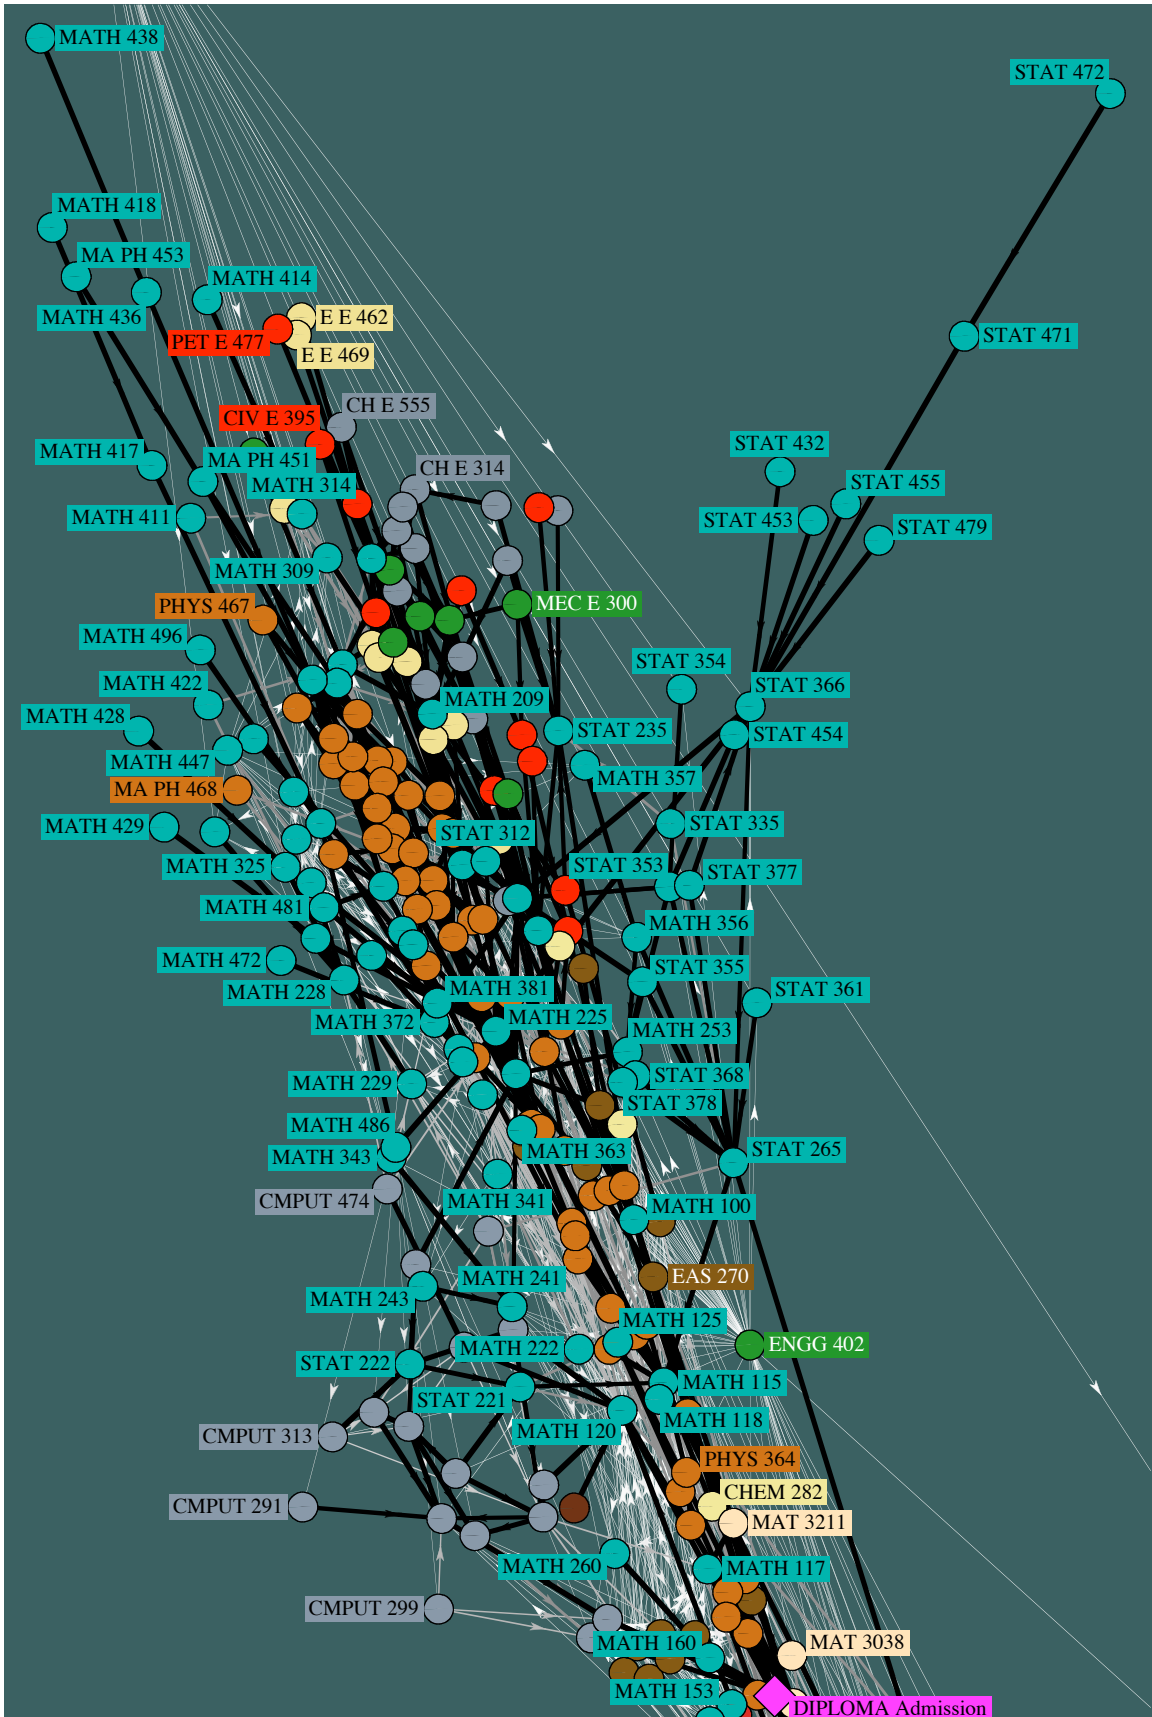 MATH 438
STAT 472
MATH 418
MA PH 453
MATH 414
MATH 436
E E 462
PET E 477
E E 469
STAT 471
CH E 555
CIV E 395
STAT 432
MATH 417
MA PH 451
CH E 314
MATH 314
STAT 455
MATH 411
STAT 453
STAT 479
MATH 309
PHYS 467
MEC E 300
MATH 496
STAT 354
MATH 422
STAT 366
MATH 209
MATH 428
STAT 235
STAT 454
MATH 447
MATH 357
MA PH 468
MATH 429
STAT 335
STAT 312
MATH 325
STAT 353
STAT 377
MATH 481
MATH 356
MATH 472
STAT 355
MATH 228
MATH 381
STAT 361
MATH 372
MATH 225
MATH 253
MATH 229
STAT 368
STAT 378
MATH 486
MATH 343
MATH 363
STAT 265
CMPUT 474
MATH 341
MATH 100
MATH 241
EAS 270
MATH 243
MATH 125
MATH 222
ENGG 402
STAT 222
STAT 221
MATH 115
MATH 120
MATH 118
CMPUT 313
PHYS 364
CHEM 282
CMPUT 291
MAT 3211
MATH 260
MATH 117
CMPUT 299
MATH 160
MAT 3038
MATH 153
DIPLOMA Admission